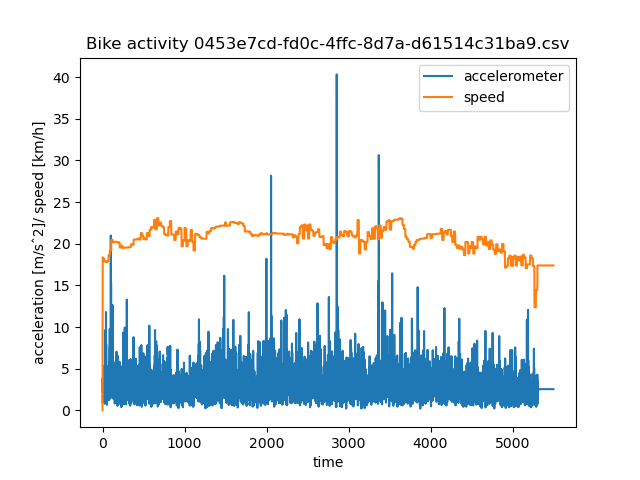 Bike activity 0453e7cd-fd0c-4ffc-8d7a-d61514c31ba9.csv
accelerometer
speed
acceleration [m/s^2]/ speed [km/h]
40
35
30
25
20
15
10
5
0
0 1000 2000 3000 4000 5000
time